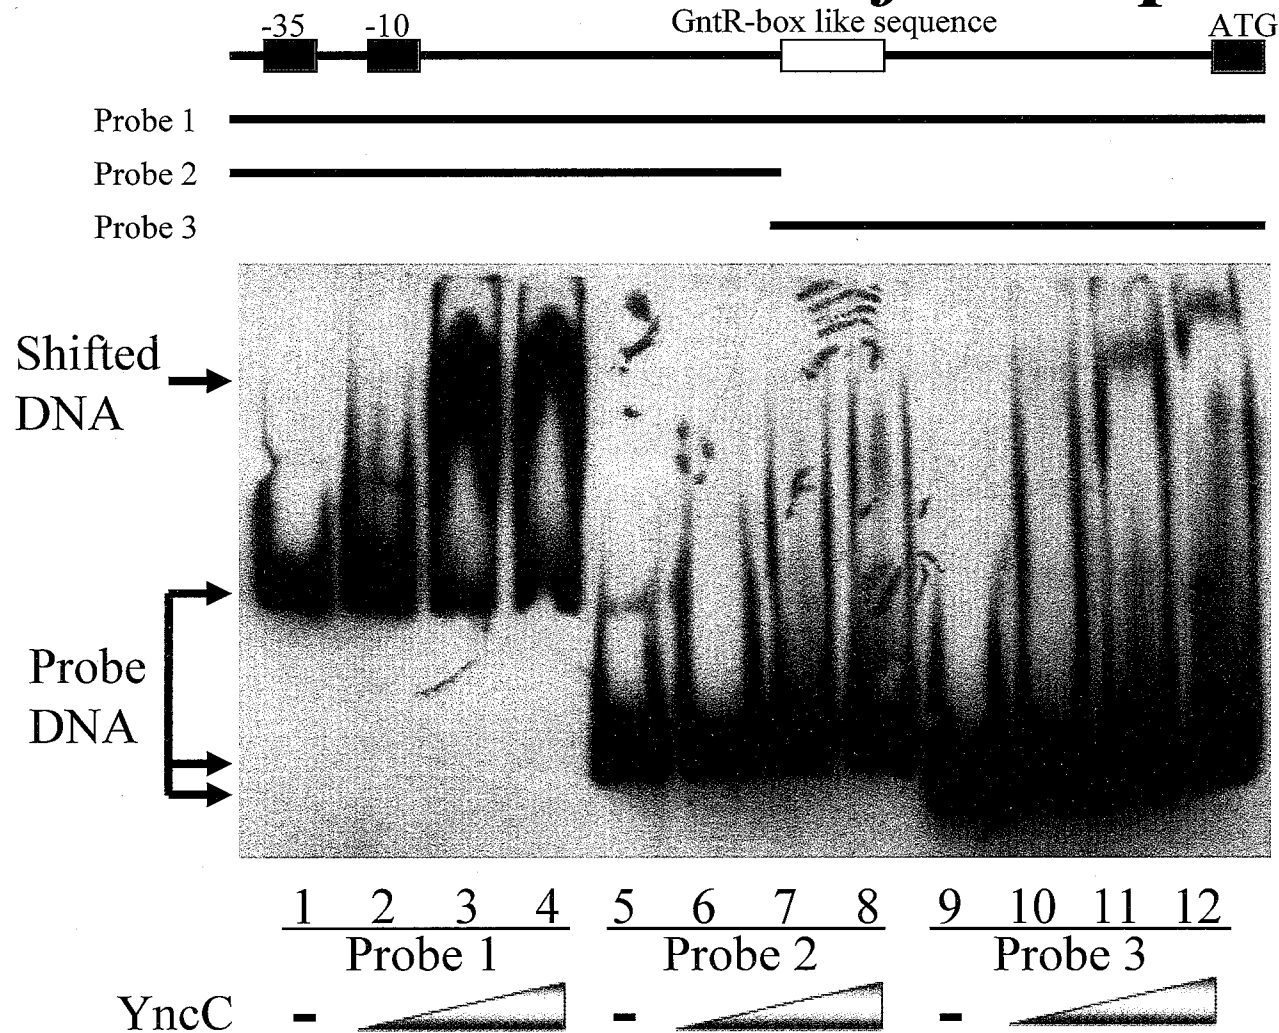 -35 -10 GntR-box like sequence ATG
Probe 1
Probe 2
Probe 3
Shifted
DNA
Probe
DNA
1 2 3 4 5 6 7 8 9 10 11 12
Probe 1 Probe 2 Probe 3
YncC - - -